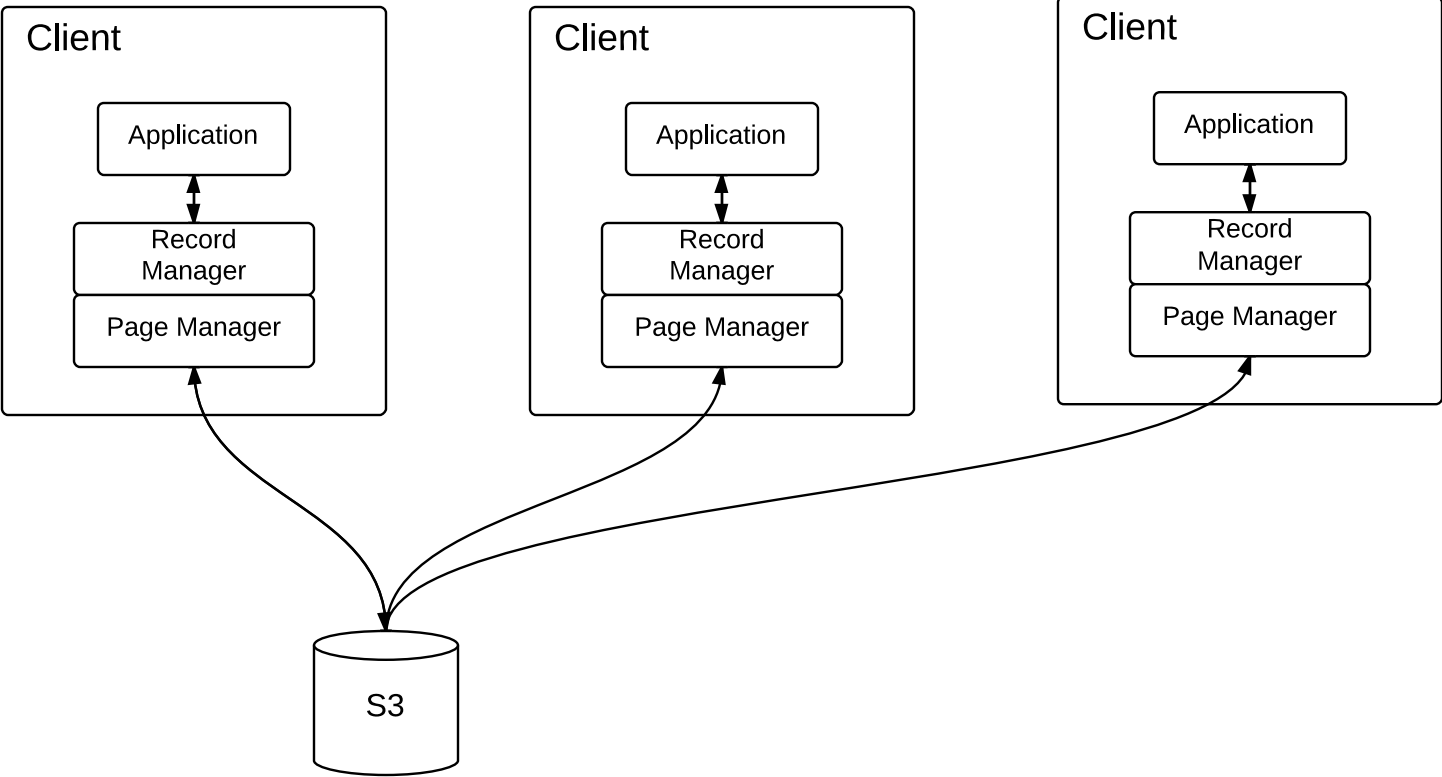 Client
Application
Record
Manager
Page Manager
Client
Application
Record
Manager
Page Manager
Client
Application
Record
Manager
Page Manager
S3